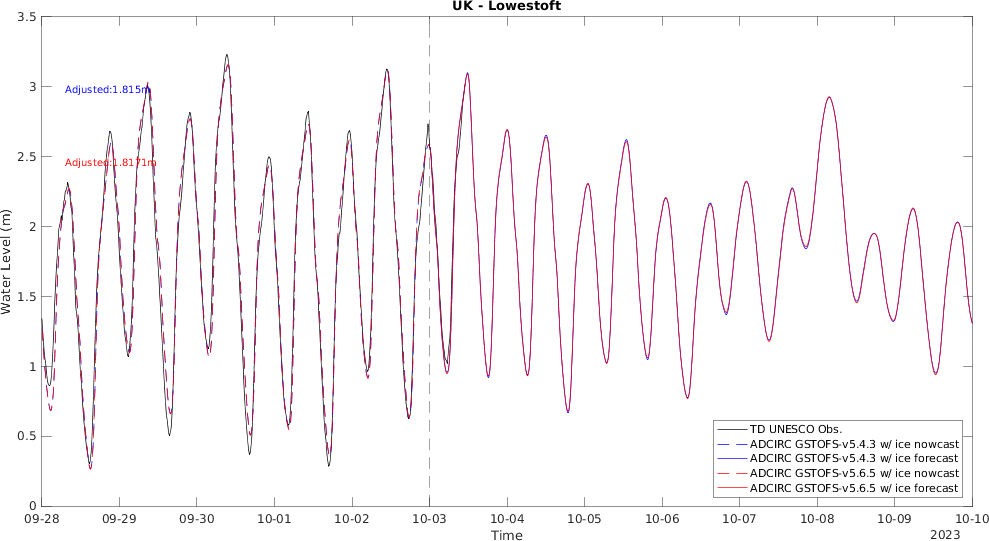 UK - Lowestoft
3.5
3
2.5
2
1.5
1
0.5
0
Water Level (m)
Adjusted:1.815m
Adjusted:1.8171m
TD UNESCO Obs.
ADCIRC GSTOFS-v5.4.3 w/ ice nowcast
ADCIRC GSTOFS-v5.4.3 w/ ice forecast
ADCIRC GSTOFS-v5.6.5 w/ ice nowcast
ADCIRC GSTOFS-v5.6.5 w/ ice forecast
09-28 09-29 09-30 10-01 10-02 10-03 10-04 10-05 10-06 10-07 10-08 10-09 10-10
Time
2023